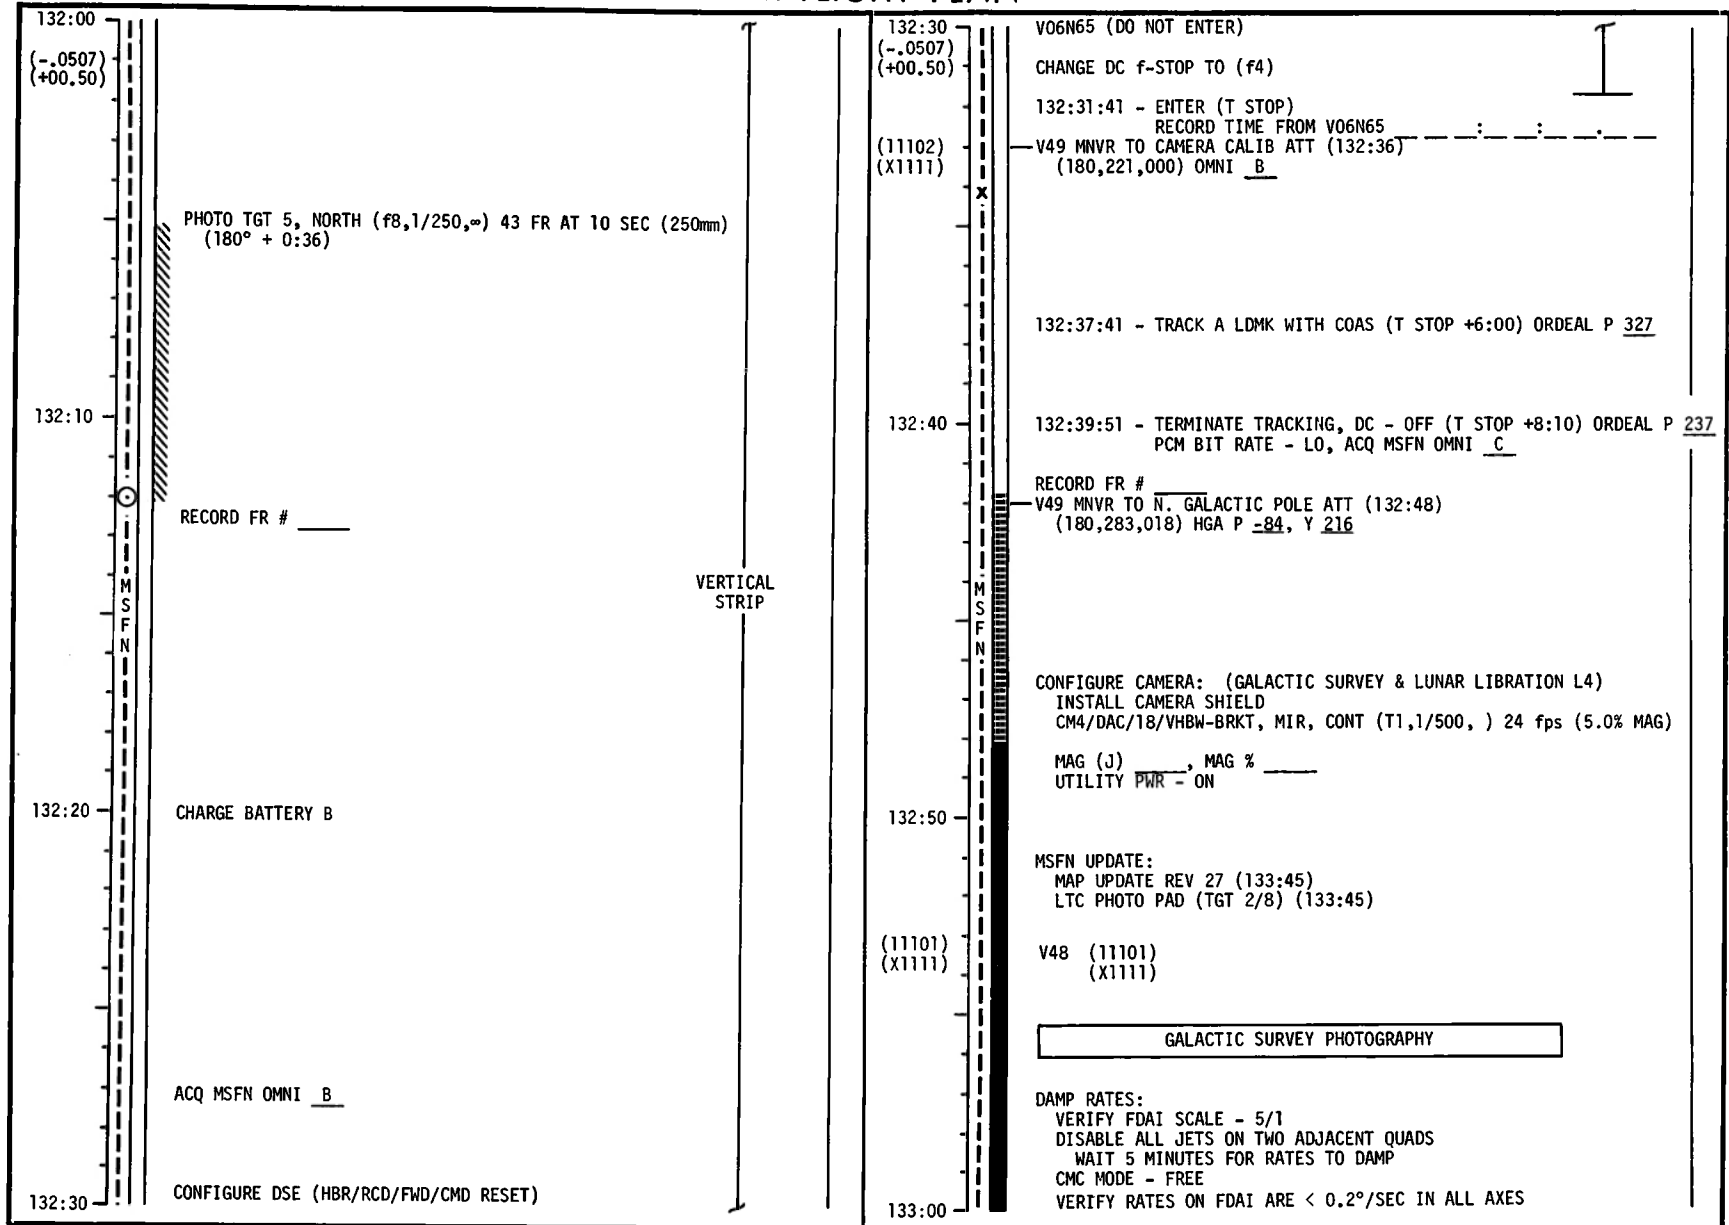 132:00
(-.0507)
(+00.50)
PHOTO TGT 5, NORTH (f8,1/250,∞) 43 FR AT 10 SEC (250mm)
(180° + 0:36)
132:10
RECORD FR # ____
MSFN
VERTICAL
STRIP
132:20
CHARGE BATTERY B
ACQ MSFN OMNI B
CONFIGURE DSE (HBR/RCD/FWD/CMD RESET)
132:30
132:30
(-.0507)
(+00.50)
V06N65 (DO NOT ENTER)
CHANGE DC f-STOP TO (f4)
132:31:41 - ENTER (T STOP)
RECORD TIME FROM V06N65 __ __ __:__ __:__ __.__ __
(11102)
(X1111)
V49 MNVR TO CAMERA CALIB ATT (132:36)
(180,221,000) OMNI B
X
132:37:41 - TRACK A LDMK WITH COAS (T STOP +6:00) ORDEAL P 327
132:40
132:39:51 - TERMINATE TRACKING, DC - OFF (T STOP +8:10) ORDEAL P 237
PCM BIT RATE - LO, ACQ MSFN OMNI C
RECORD FR # ____
V49 MNVR TO N. GALACTIC POLE ATT (132:48)
(180,283,018) HGA P -84, Y 216
MSFN
CONFIGURE CAMERA: (GALACTIC SURVEY & LUNAR LIBRATION L4)
INSTALL CAMERA SHIELD
CM4/DAC/18/VHBW-BRKT, MIR, CONT (T1,1/500, ) 24 fps (5.0% MAG)
MAG (J) ____, MAG % ____
UTILITY PWR - ON
132:50
MSFN UPDATE:
MAP UPDATE REV 27 (133:45)
LTC PHOTO PAD (TGT 2/8) (133:45)
(11101)
(X1111)
V48 (11101)
(X1111)
GALACTIC SURVEY PHOTOGRAPHY
DAMP RATES:
VERIFY FDAI SCALE - 5/1
DISABLE ALL JETS ON TWO ADJACENT QUADS
WAIT 5 MINUTES FOR RATES TO DAMP
CMC MODE - FREE
VERIFY RATES ON FDAI ARE < 0.2°/SEC IN ALL AXES
133:00